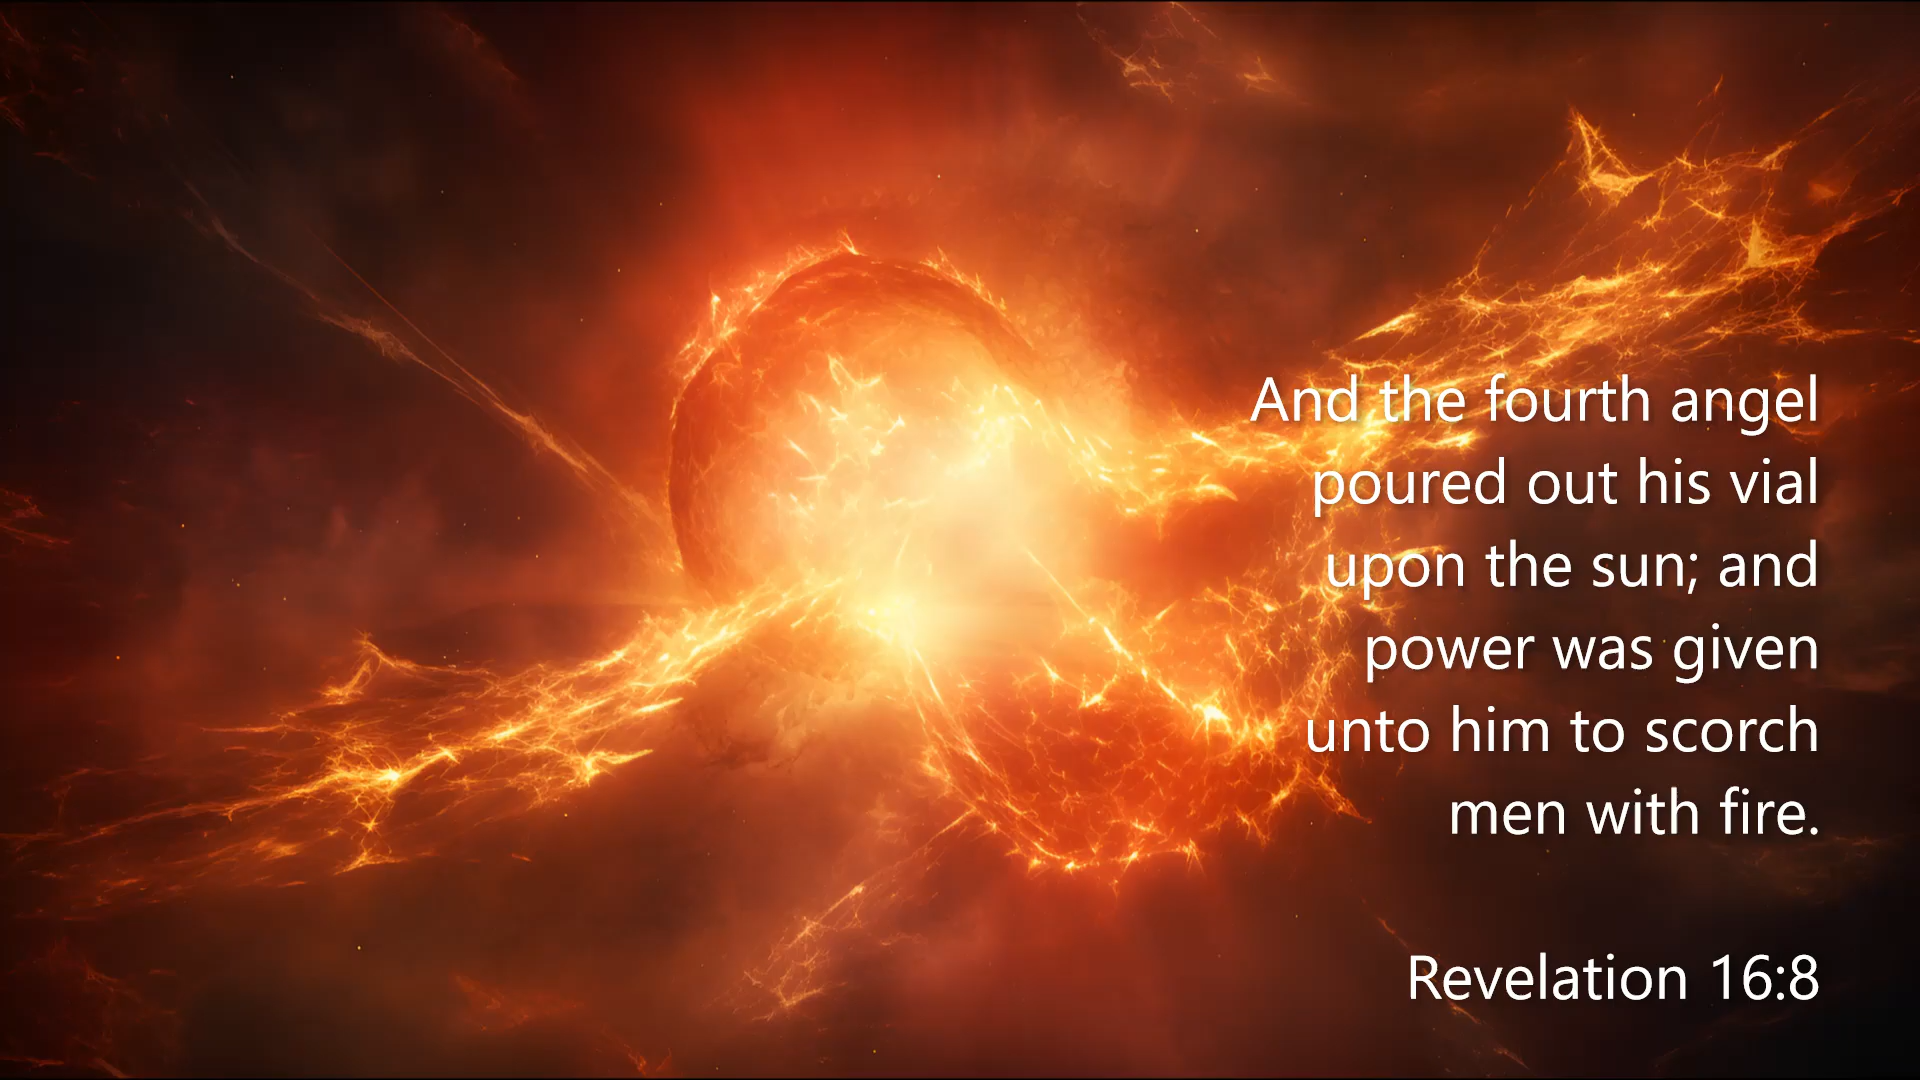 And the fourth angel
poured out his vial
upon the sun; and
power was given
unto him to scorch
men with fire.
Revelation 16:8